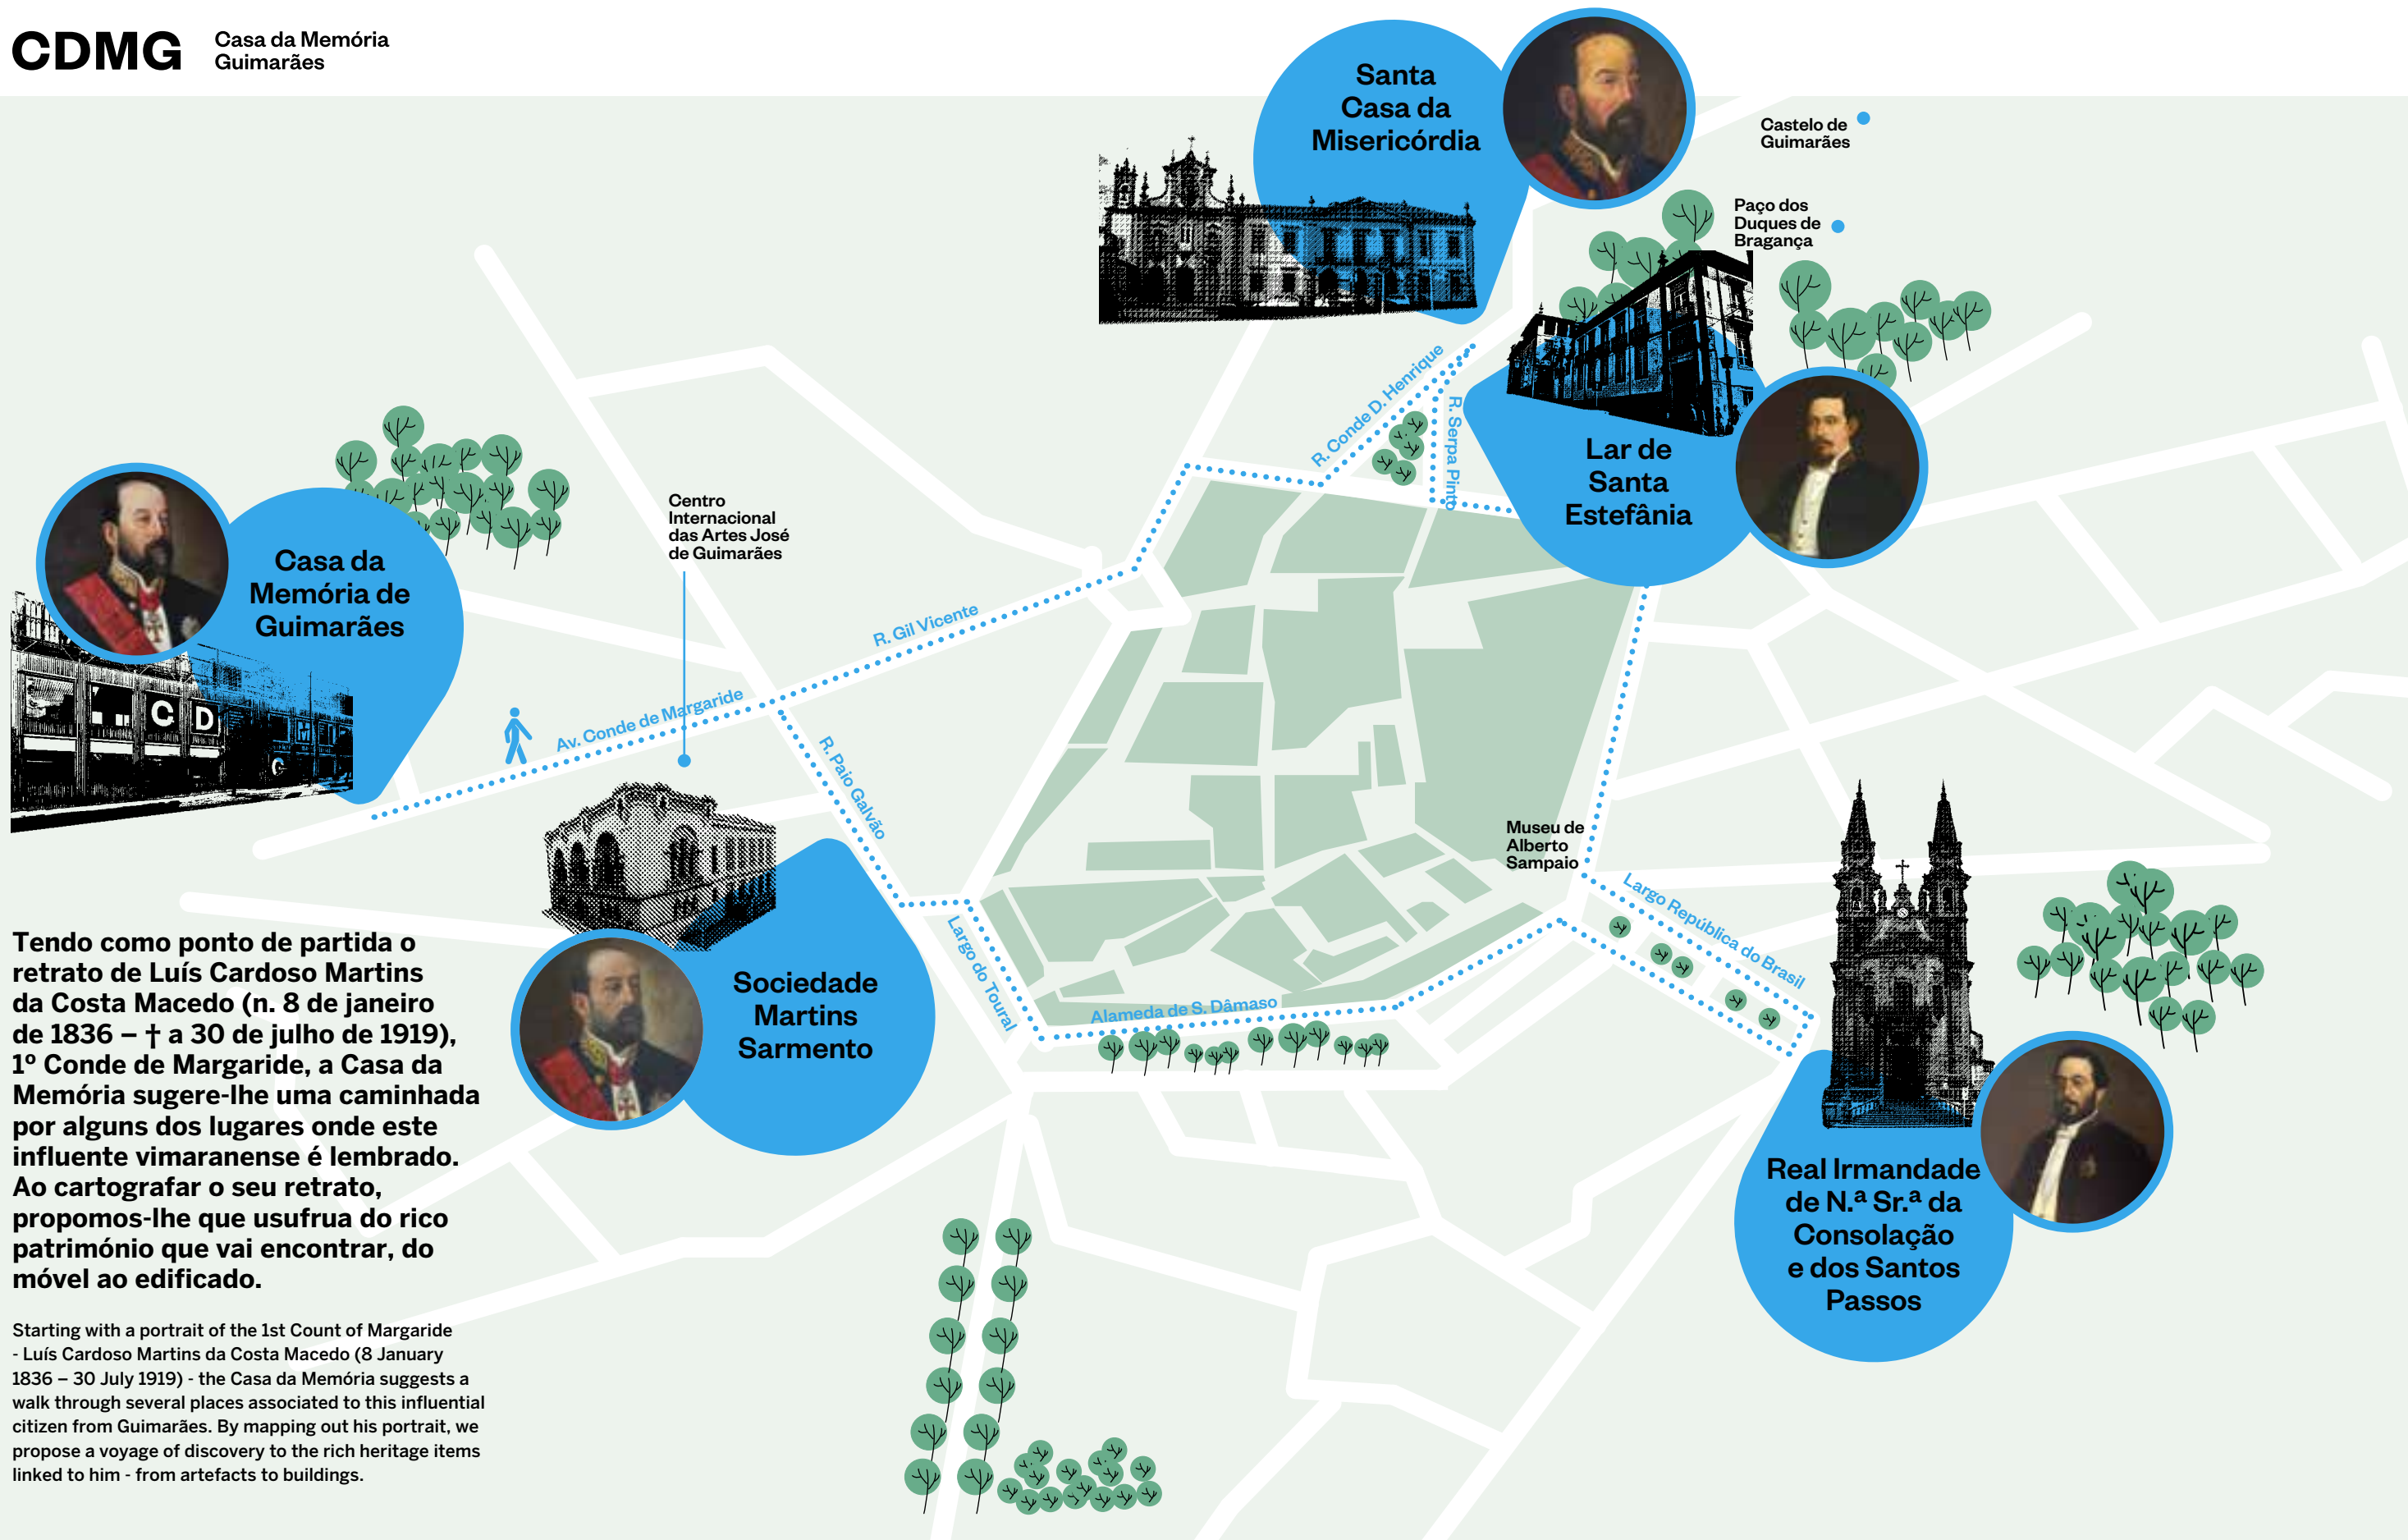 CDMG
Casa da Memória
Guimarães
Santa
Casa da
Misericórdia
Castelo de
Guimarães
Paço dos
Duques de
Bragança
R. Conde D. Henrique
R. Serpa Pinto
Lar de
Santa
Estefânia
Casa da
Memória de
Guimarães
C D
M
G
Centro
Internacional
das Artes José
de Guimarães
R. Gil Vicente
Av. Conde de Margaride
R. Paio Galvão
Museu de
Alberto
Sampaio
Largo República do Brasil
Largo do Toural
Alameda de S. Dâmaso
Sociedade
Martins
Sarmento
Real Irmandade
de N.ª Sr.ª da
Consolação
e dos Santos
Passos
Tendo como ponto de partida o
retrato de Luís Cardoso Martins
da Costa Macedo (n. 8 de janeiro
de 1836 – † a 30 de julho de 1919),
1º Conde de Margaride, a Casa da
Memória sugere-lhe uma caminhada
por alguns dos lugares onde este
influente vimaranense é lembrado.
Ao cartografar o seu retrato,
propomos-lhe que usufrua do rico
património que vai encontrar, do
móvel ao edificado.
Starting with a portrait of the 1st Count of Margaride
- Luís Cardoso Martins da Costa Macedo (8 January
1836 – 30 July 1919) - the Casa da Memória suggests a
walk through several places associated to this influential
citizen from Guimarães. By mapping out his portrait, we
propose a voyage of discovery to the rich heritage items
linked to him - from artefacts to buildings.